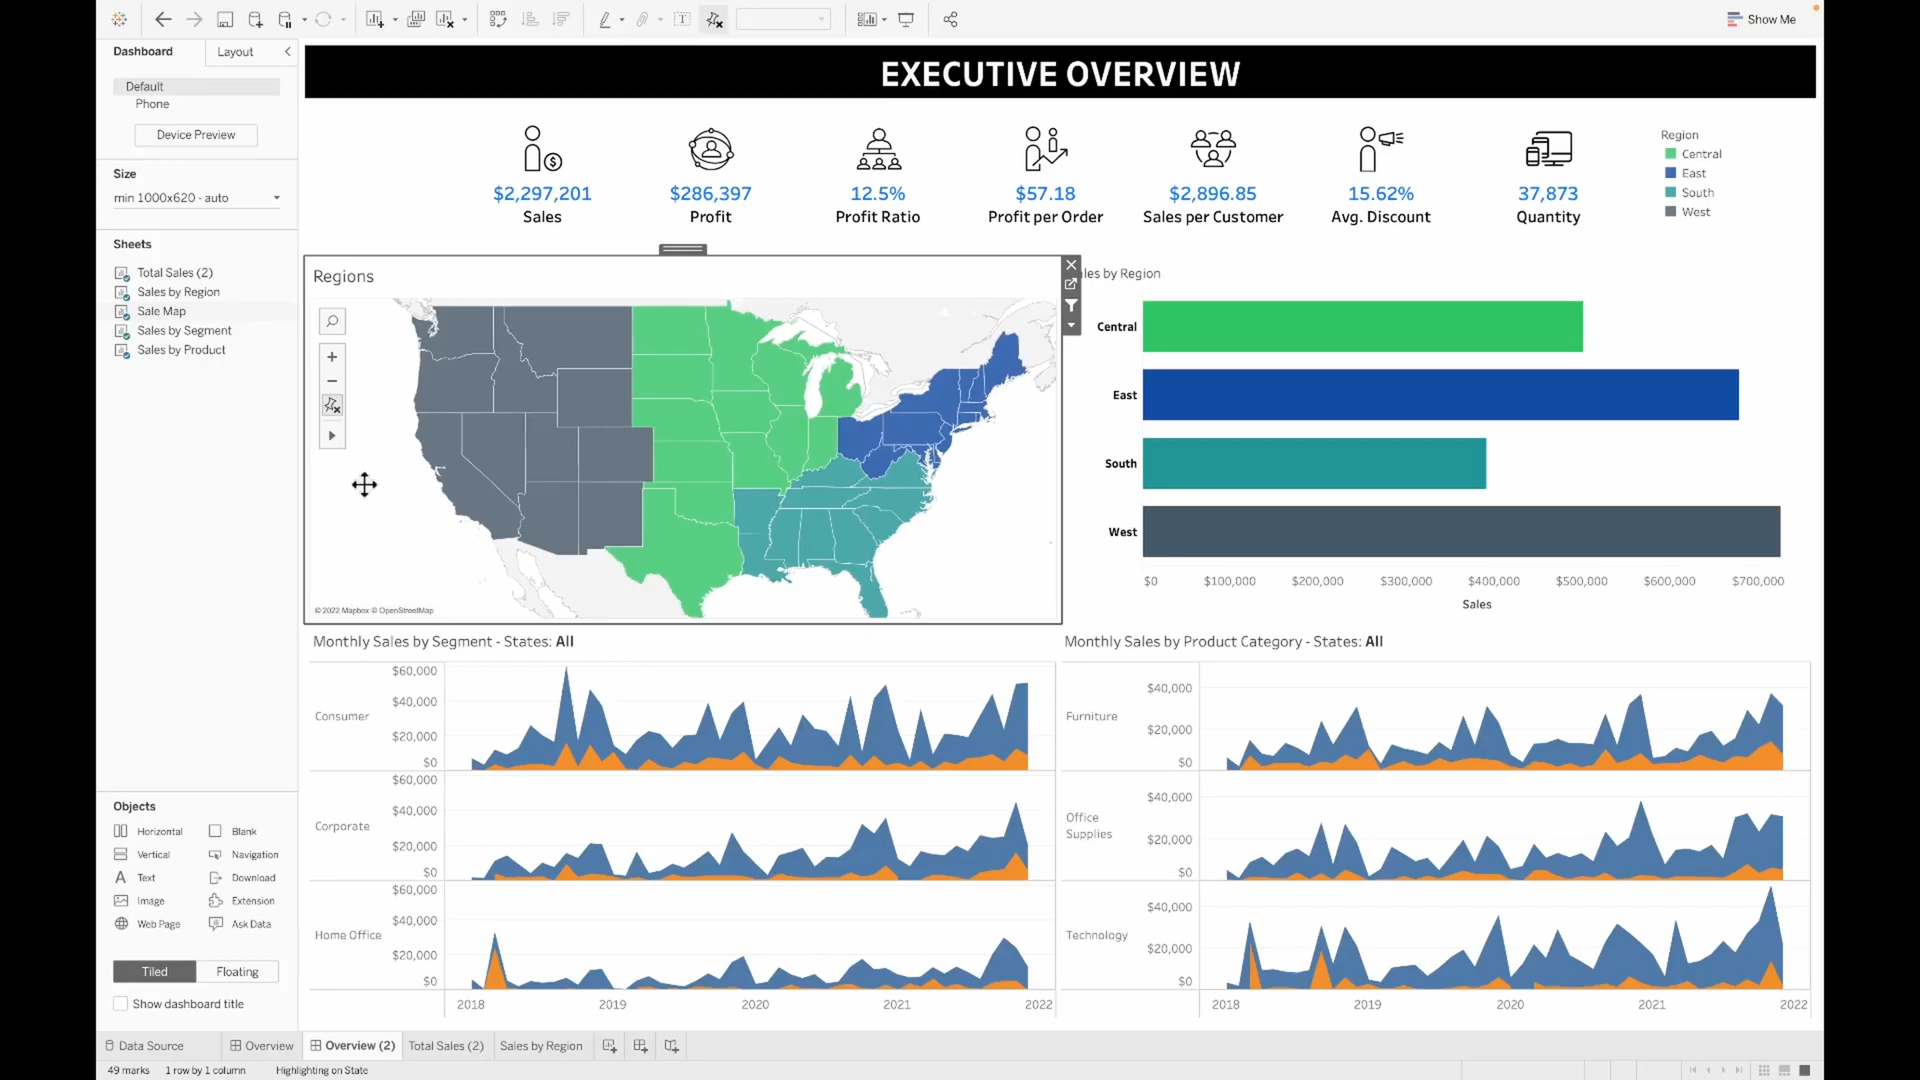 Show Me
Dashboard
Layout
Default
Phone
Device Preview
Size
min 1000x620 - auto
Sheets
Total Sales (2)
Sales by Region
Sale Map
Sales by Segment
Sales by Product
Objects
Horizontal
Blank
Vertical
Navigation
Text
Download
Image
Extension
Web Page
Ask Data
Tiled
Floating
Show dashboard title
EXECUTIVE OVERVIEW
$2,297,201
Sales
$286,397
Profit
12.5%
Profit Ratio
$57.18
Profit per Order
$2,896.85
Sales per Customer
15.62%
Avg. Discount
37,873
Quantity
Region
Central
East
South
West
Regions
© 2022 Mapbox © OpenStreetMap
les by Region
Central
East
South
West
$0 $100,000 $200,000 $300,000 $400,000 $500,000 $600,000 $700,000
Sales
Monthly Sales by Segment - States: All
Consumer
$60,000
$40,000
$20,000
$0
Corporate
$60,000
$40,000
$20,000
$0
Home Office
$60,000
$40,000
$20,000
$0
2018 2019 2020 2021 2022
Monthly Sales by Product Category - States: All
Furniture
$40,000
$20,000
$0
Office
Supplies
$40,000
$20,000
$0
Technology
$40,000
$20,000
$0
2018 2019 2020 2021 2022
Data Source
Overview
Overview (2)
Total Sales (2)
Sales by Region
49 marks
1 row by 1 column
Highlighting on State